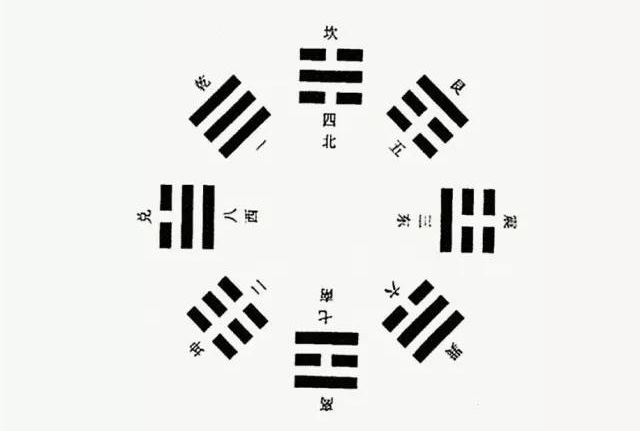 坎
四
北
艮
五
震
三
东
巽
六
离
七
南
坤
二
兑
八
西
乾
一